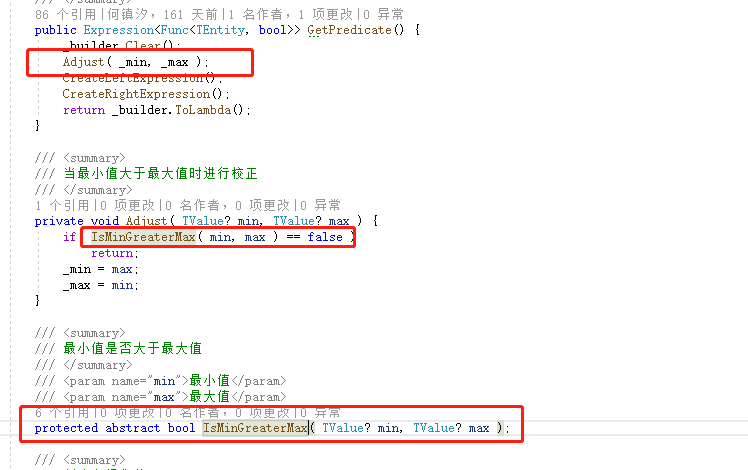 /// </summary>
86 个引用|何镇汐，161 天前|1 名作者，1 项更改|0 异常
public Expression<Func<TEntity, bool>> GetPredicate() {
_builder.Clear();
Adjust( _min, _max );
CreateLeftExpression();
CreateRightExpression();
return _builder.ToLambda();
}
/// <summary>
/// 当最小值大于最大值时进行校正
/// </summary>
1 个引用|0 项更改|0 名作者，0 项更改|0 异常
private void Adjust( TValue? min, TValue? max ) {
if( IsMinGreaterMax( min, max ) == false )
return;
_min = max;
_max = min;
}
/// <summary>
/// 最小值是否大于最大值
/// </summary>
/// <param name="min">最小值</param>
/// <param name="max">最大值</param>
6 个引用|0 项更改|0 名作者，0 项更改|0 异常
protected abstract bool IsMinGreaterMax( TValue? min, TValue? max );
/// <summary>